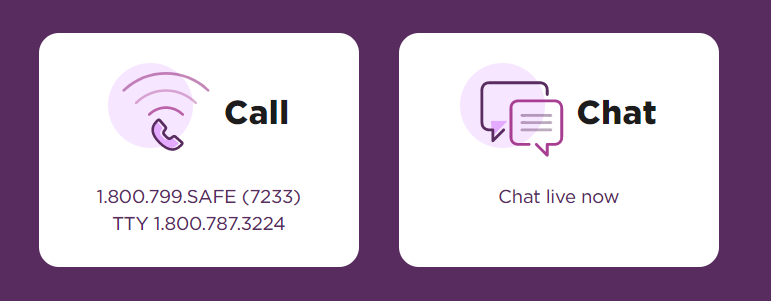 Call
1.800.799.SAFE (7233)
TTY 1.800.787.3224
Chat
Chat live now